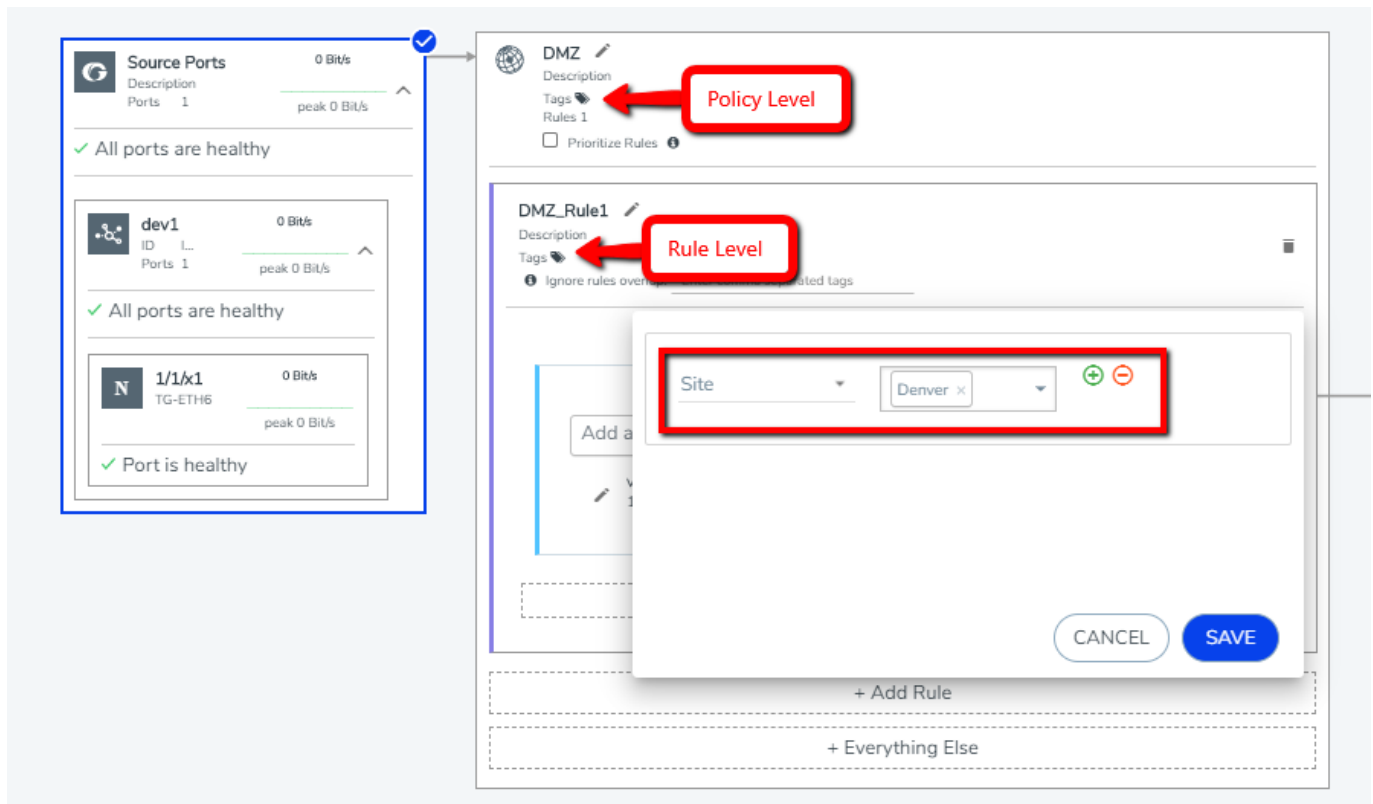 Source Ports
0 Bit/s
Description
Ports 1
peak 0 Bit/s
All ports are healthy
dev1
0 Bit/s
ID I...
Ports 1
peak 0 Bit/s
All ports are healthy
N
1/1/x1
0 Bit/s
TG-ETH6
peak 0 Bit/s
Port is healthy
DMZ
Description
Tags
Policy Level
Rules 1
Prioritize Rules
DMZ_Rule1
Description
Rule Level
Tags
Ignore rules tags
Site
Denver ×
Add a
CANCEL
SAVE
+ Add Rule
+ Everything Else